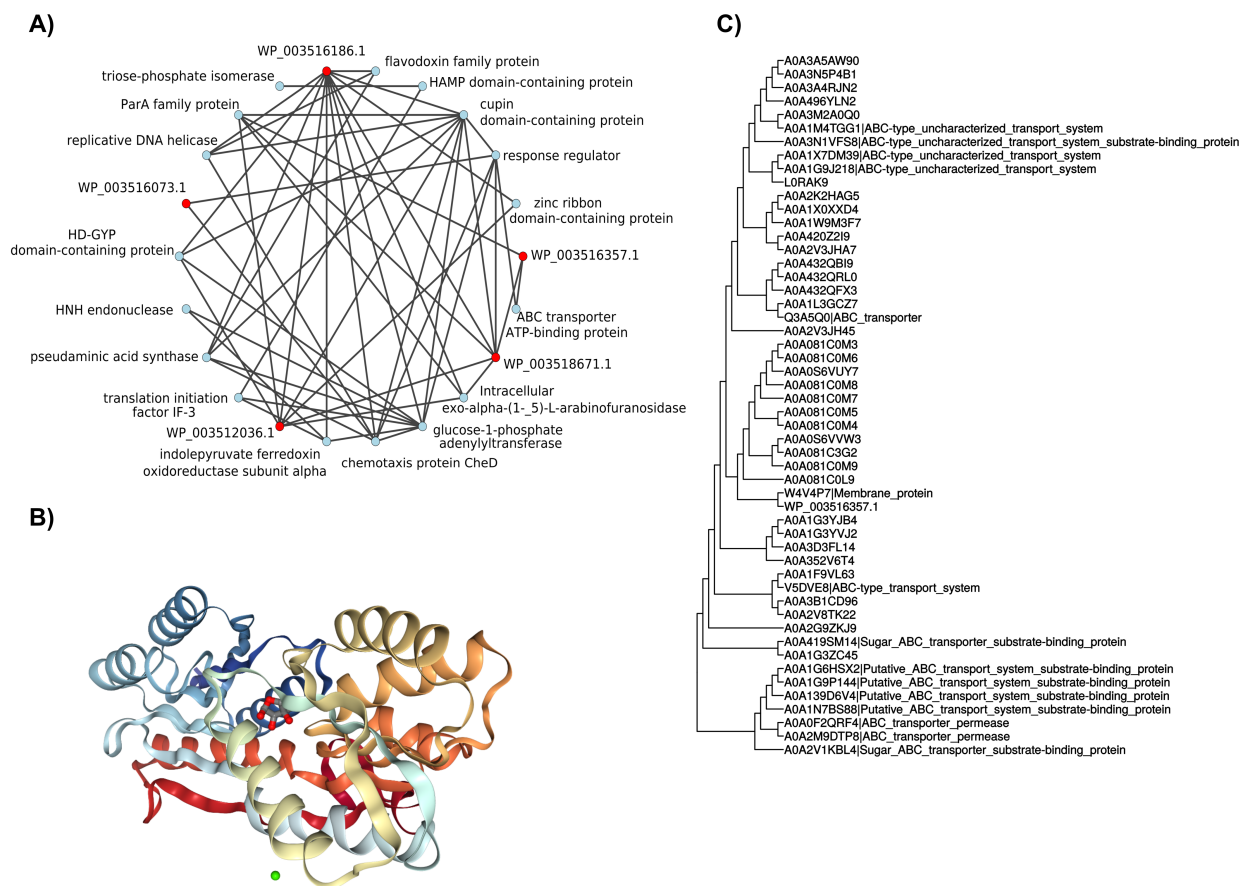 A)
WP_003516186.1
flavodoxin family protein
triose-phosphate isomerase
HAMP domain-containing protein
ParA family protein
cupin
domain-containing protein
replicative DNA helicase
response regulator
WP_003516073.1
zinc ribbon
domain-containing protein
HD-GYP
domain-containing protein
WP_003516357.1
HNH endonuclease
ABC transporter
ATP-binding protein
pseudaminic acid synthase
WP_003518671.1
Intracellular
exo-alpha-(1-_5)-L-arabinofuranosidase
translation initiation
factor IF-3
WP_003512036.1
glucose-1-phosphate
adenylyltransferase
indolepyruvate ferredoxin
oxidoreductase subunit alpha
chemotaxis protein CheD
B)
C)
A0A3A5AW90
A0A3N5P4B1
A0A3A4RJN2
A0A496YLN2
A0A3M2A0Q0
A0A1M4TGG1|ABC-type_uncharacterized_transport_system
A0A3N1VFS8|ABC-type_uncharacterized_transport_system_substrate-binding_protein
A0A1X7DM39|ABC-type_uncharacterized_transport_system
A0A1G9J218|ABC-type_uncharacterized_transport_system
L0RAK9
A0A2K2HAG5
A0A1X0XXD4
A0A1W9M3F7
A0A420Z2I9
A0A2V3JHA7
A0A432QBI9
A0A432QRL0
A0A432QFX3
A0A1L3GCZ7
Q3A5Q0|ABC_transporter
A0A2V3JH45
A0A081C0M3
A0A081C0M6
A0A0S6VUY7
A0A081C0M8
A0A081C0M7
A0A081C0M5
A0A081C0M4
A0A0S6VVW3
A0A081C3G2
A0A081C0M9
A0A081C0L9
W4V4P7|Membrane_protein
WP_003516357.1
A0A1G3YJB4
A0A1G3YVJ2
A0A3D3FL14
A0A352V6T4
A0A1F9VL63
V5DVE8|ABC-type_transport_system
A0A3B1CD96
A0A2V8TK22
A0A2G9ZKJ9
A0A419SM14|Sugar_ABC_transporter_substrate-binding_protein
A0A1G3ZC45
A0A1G6HSX2|Putative_ABC_transport_system_substrate-binding_protein
A0A1G9P144|Putative_ABC_transport_system_substrate-binding_protein
A0A139D6V4|Putative_ABC_transport_system_substrate-binding_protein
A0A1N7BS88|Putative_ABC_transport_system_substrate-binding_protein
A0A0F2QRF4|ABC_transporter_permease
A0A2M9DTP8|ABC_transporter_permease
A0A2V1KBL4|Sugar_ABC_transporter_substrate-binding_protein